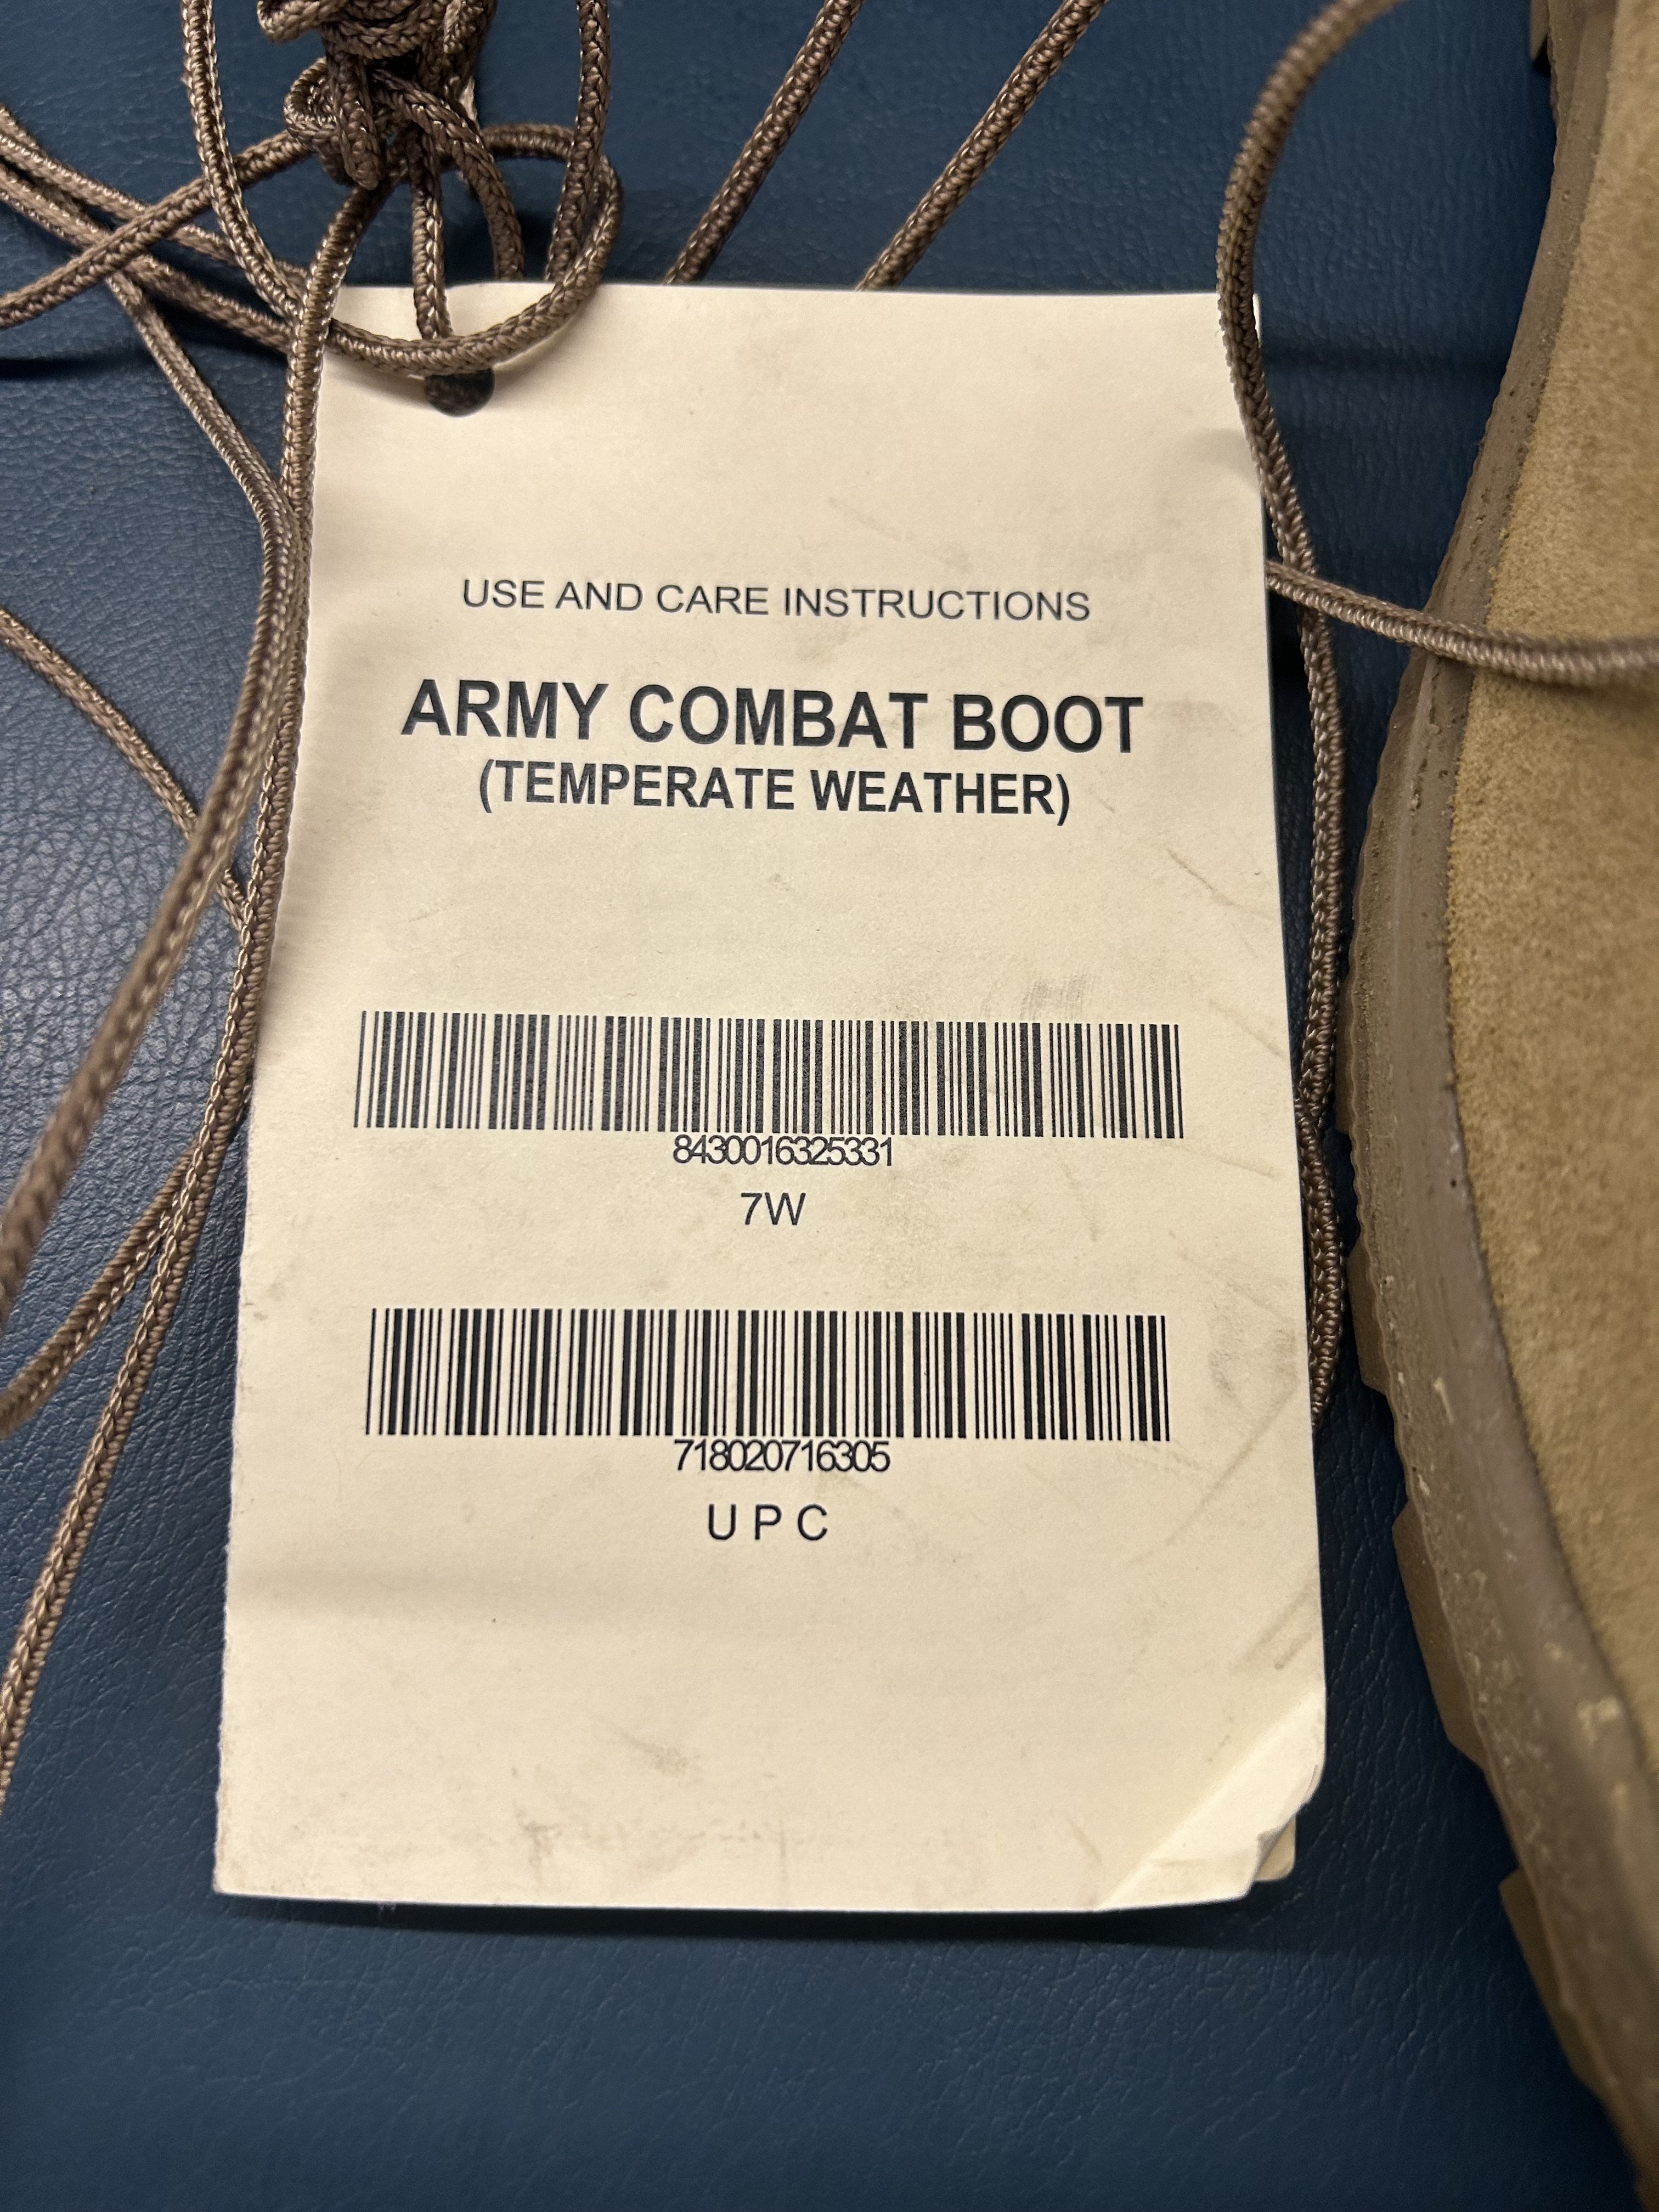 USE AND CARE INSTRUCTIONS
ARMY COMBAT BOOT
(TEMPERATE WEATHER)
8430016325331
7W
718020716305
UPC